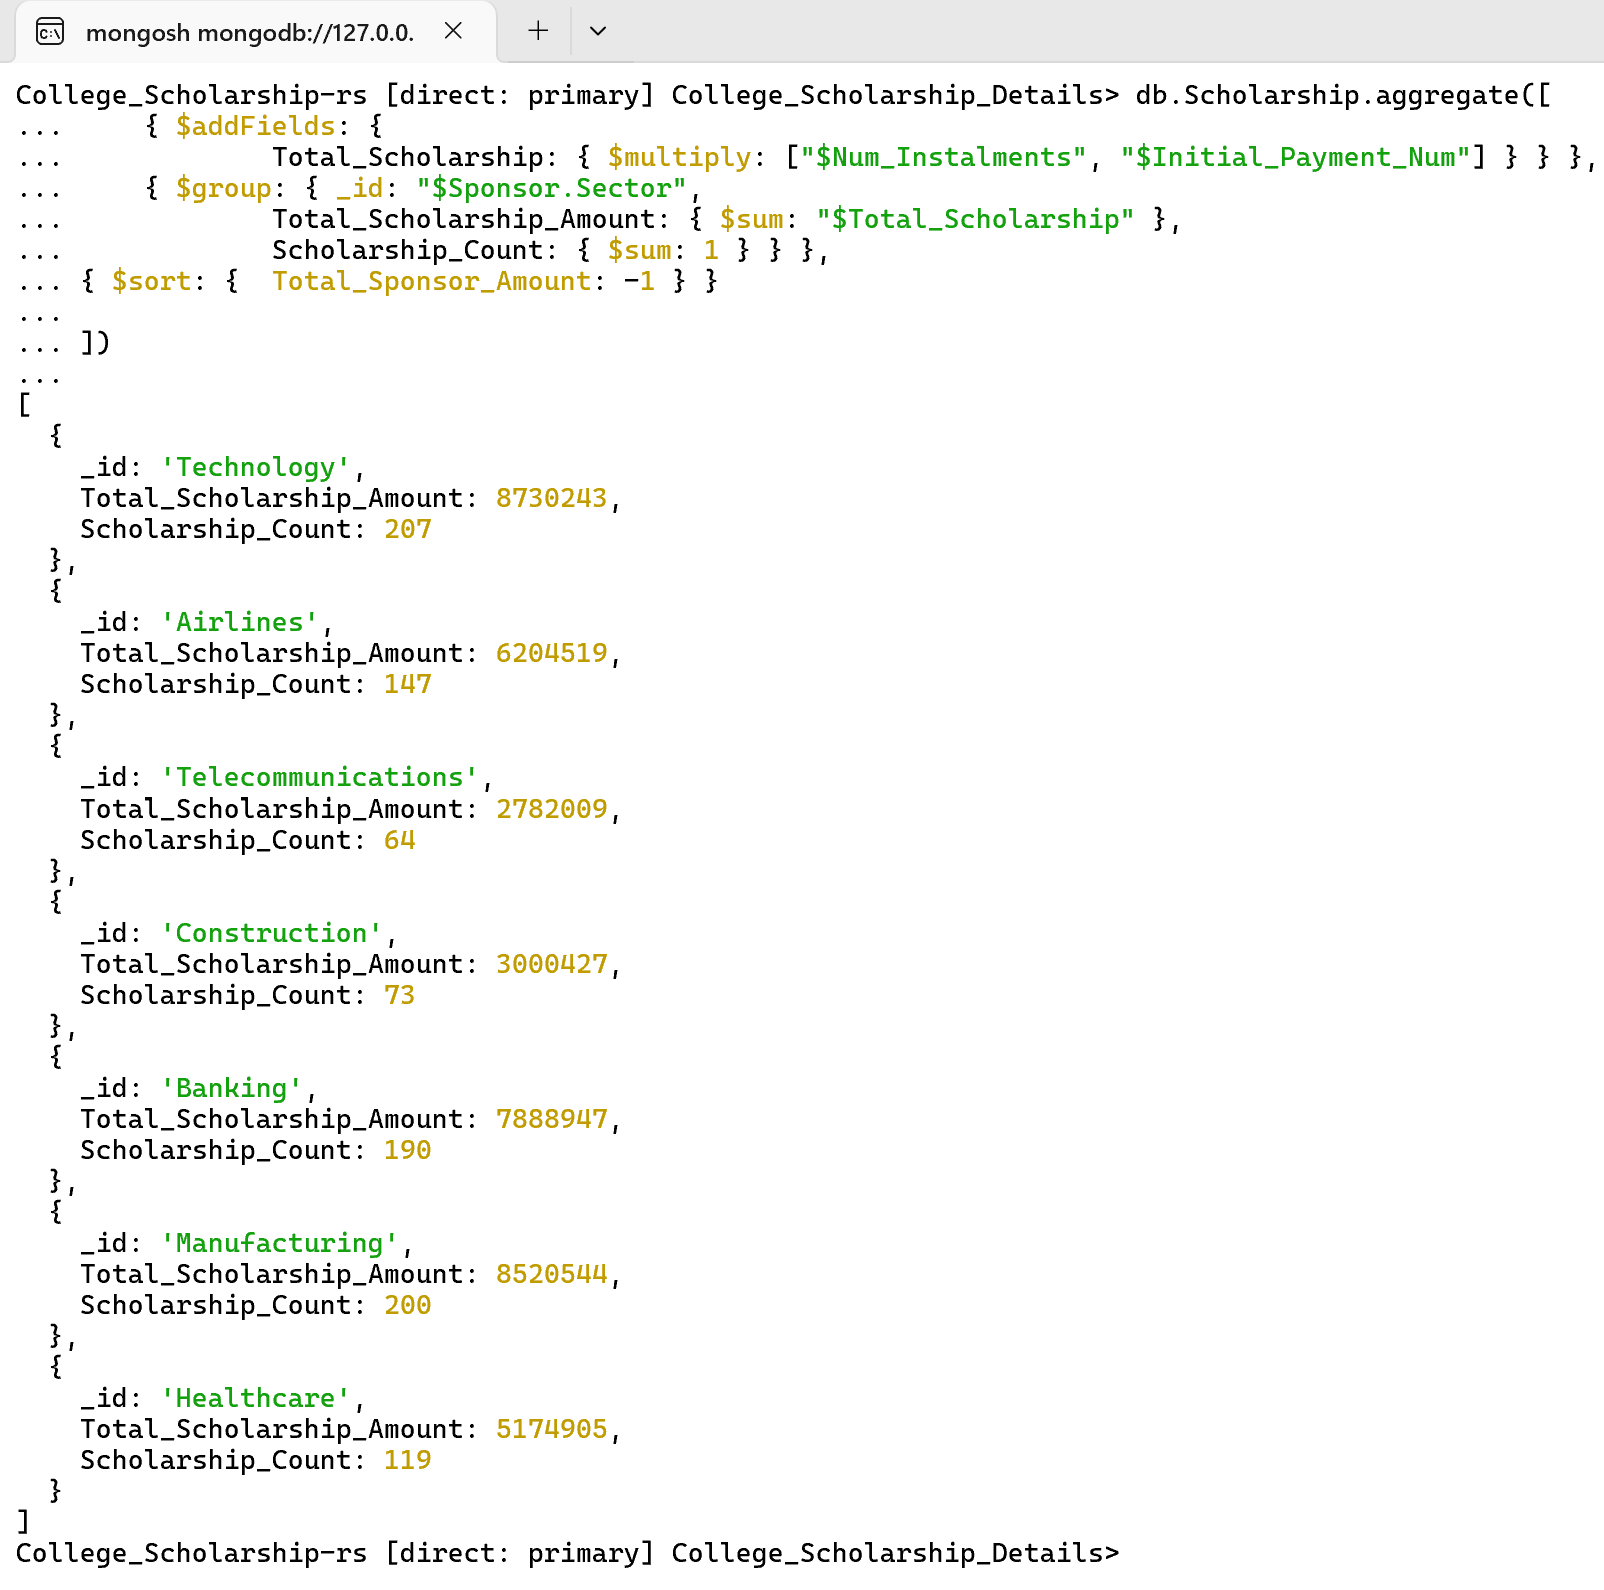 mongosh mongodb://127.0.0.
College_Scholarship-rs [direct: primary] College_Scholarship_Details> db.Scholarship.aggregate([
...     { $addFields: {
...             Total_Scholarship: { $multiply: ["$Num_Instalments", "$Initial_Payment_Num"] } } },
...     { $group: { _id: "$Sponsor.Sector",
...             Total_Scholarship_Amount: { $sum: "$Total_Scholarship" },
...             Scholarship_Count: { $sum: 1 } } },
... { $sort: {  Total_Sponsor_Amount: -1 } }
...
... ])
...
[
  {
    _id: 'Technology',
    Total_Scholarship_Amount: 8730243,
    Scholarship_Count: 207
  },
  {
    _id: 'Airlines',
    Total_Scholarship_Amount: 6204519,
    Scholarship_Count: 147
  },
  {
    _id: 'Telecommunications',
    Total_Scholarship_Amount: 2782009,
    Scholarship_Count: 64
  },
  {
    _id: 'Construction',
    Total_Scholarship_Amount: 3000427,
    Scholarship_Count: 73
  },
  {
    _id: 'Banking',
    Total_Scholarship_Amount: 7888947,
    Scholarship_Count: 190
  },
  {
    _id: 'Manufacturing',
    Total_Scholarship_Amount: 8520544,
    Scholarship_Count: 200
  },
  {
    _id: 'Healthcare',
    Total_Scholarship_Amount: 5174905,
    Scholarship_Count: 119
  }
]
College_Scholarship-rs [direct: primary] College_Scholarship_Details>